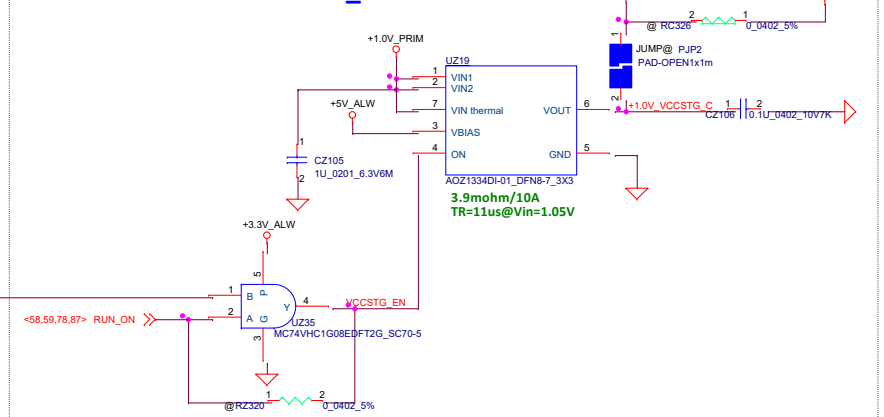 @ RC326 2 1 0_0402_5%
+1.0V_PRIM
1
JUMP@ PJP2
PAD-OPEN1x1m
2
UZ19
1 VIN1
2 VIN2
+5V_ALW
7 VIN thermal VOUT 6
+1.0V_VCCSTG_C
CZ106 1 2 0.1U_0402_10V7K
3 VBIAS
4 ON GND 5
1
CZ105
1U_0201_6.3V6M
2
AOZ1334DI-01_DFN8-7_3X3
3.9mohm/10A
TR=11us@Vin=1.05V
+3.3V_ALW
5
1 B P
Y 4
VCCSTG_EN
<58,59,78,87> RUN_ON
2 A G
UZ35
MC74VHC1G08EDFT2G_SC70-5
3
@RZ320 1 2 0_0402_5%